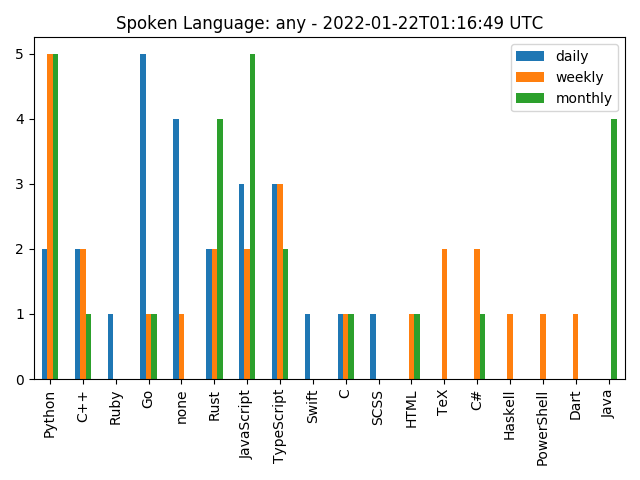 Spoken Language: any - 2022-01-22T01:16:49 UTC
daily
weekly
monthly
5
4
3
2
1
0
Python
C++
Ruby
Go
none
Rust
JavaScript
TypeScript
Swift
C
SCSS
HTML
TeX
C#
Haskell
PowerShell
Dart
Java